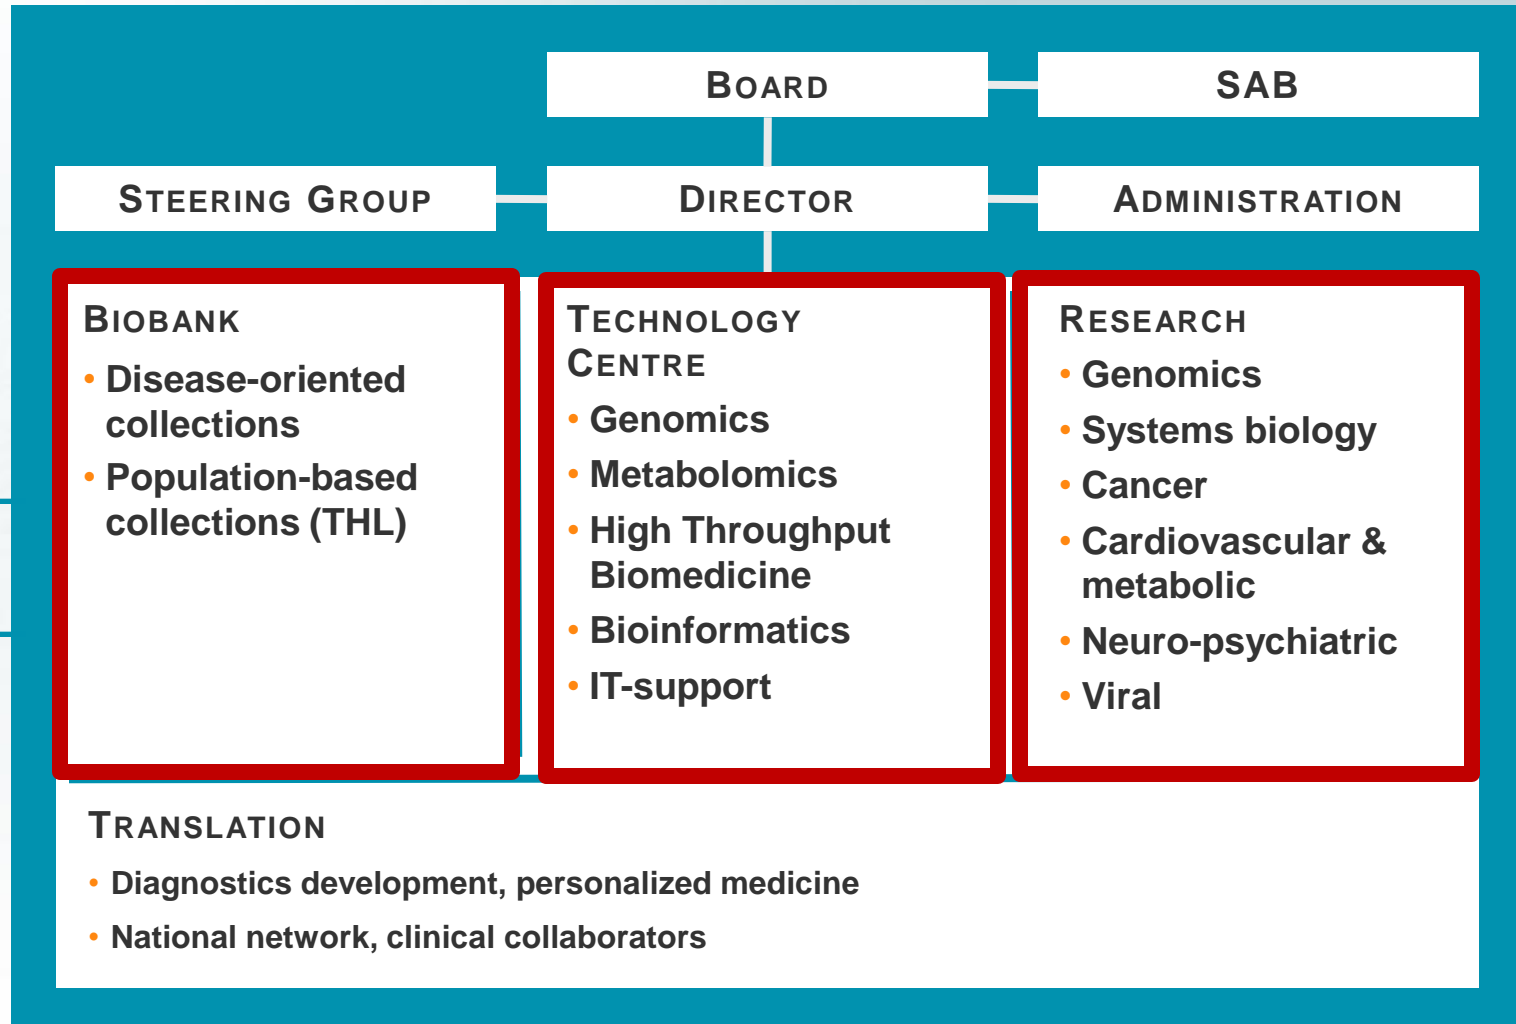 BOARD
SAB
STEERING GROUP
DIRECTOR
ADMINISTRATION
BIOBANK
• Disease-oriented
collections
• Population-based
collections (THL)
TECHNOLOGY
CENTRE
• Genomics
• Metabolomics
• High Throughput
Biomedicine
• Bioinformatics
• IT-support
RESEARCH
• Genomics
• Systems biology
• Cancer
• Cardiovascular &
metabolic
• Neuro-psychiatric
• Viral
TRANSLATION
• Diagnostics development, personalized medicine
• National network, clinical collaborators